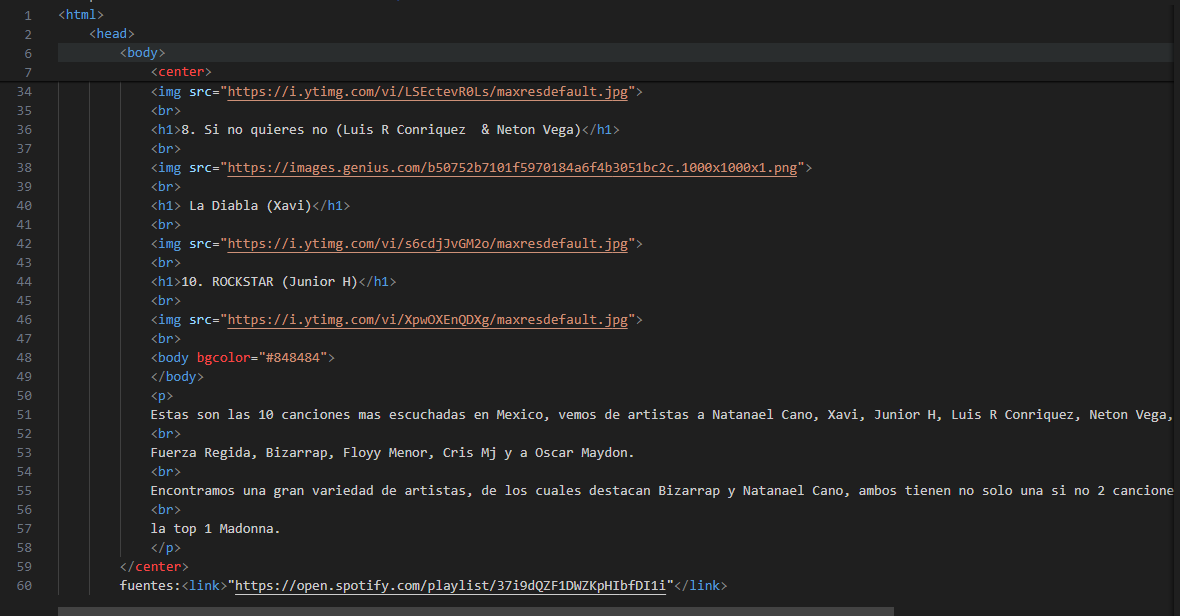 1 <html>
2 <head>
6 <body>
7 <center>
34 <img src="https://i.ytimg.com/vi/LSEctevR0Ls/maxresdefault.jpg">
35 <br>
36 <h1>8. Si no quieres no (Luis R Conriquez  & Neton Vega)</h1>
37 <br>
38 <img src="https://images.genius.com/b50752b7101f5970184a6f4b3051bc2c.1000x1000x1.png">
39 <br>
40 <h1> La Diabla (Xavi)</h1>
41 <br>
42 <img src="https://i.ytimg.com/vi/s6cdjJvGM2o/maxresdefault.jpg">
43 <br>
44 <h1>10. ROCKSTAR (Junior H)</h1>
45 <br>
46 <img src="https://i.ytimg.com/vi/XpwOXEnQDXg/maxresdefault.jpg">
47 <br>
48 <body bgcolor="#848484">
49 </body>
50 <p>
51 Estas son las 10 canciones mas escuchadas en Mexico, vemos de artistas a Natanael Cano, Xavi, Junior H, Luis R Conriquez, Neton Vega,
52 <br>
53 Fuerza Regida, Bizarrap, Floyy Menor, Cris Mj y a Oscar Maydon.
54 <br>
55 Encontramos una gran variedad de artistas, de los cuales destacan Bizarrap y Natanael Cano, ambos tienen no solo una si no 2 cancione
56 <br>
57 la top 1 Madonna.
58 </p>
59 </center>
60 fuentes:<link>"https://open.spotify.com/playlist/37i9dQZF1DWZKpHIbfDI1i"</link>